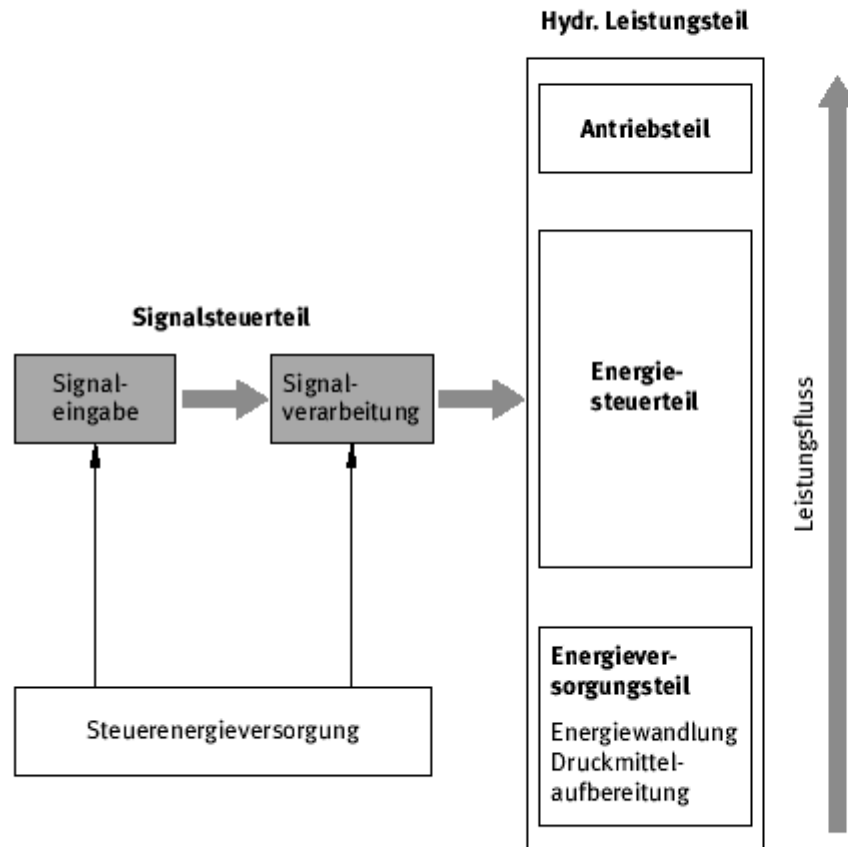 Hydr. Leistungsteil
Antriebsteil
Signalsteuerteil
Signal-
eingabe
Signal-
verarbeitung
Energie-
steuerteil
Leistungsfluss
Steuerenergieversorgung
Energiever-
sorgungsteil
Energiewandlung
Druckmittel-
aufbereitung